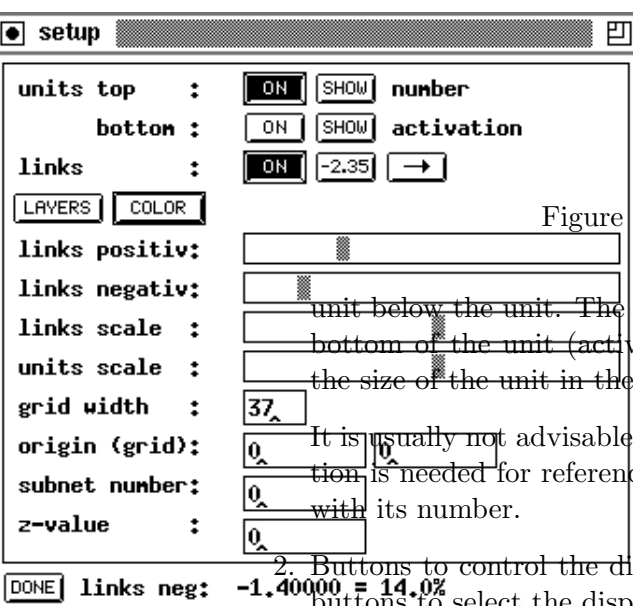 setup
units top : ON SHOW number
bottom : ON SHOW activation
links : ON -2.35 →
LAYERS COLOR
Figure
links positiv:
links negativ:
unit below the unit. The
links scale :
bottom of the unit (activ
units scale :
the size of the unit in the
grid width : 37
It is usually not advisable
origin (grid): 0 0
tion is needed for referenc
subnet number: 0
with its number.
z-value : 0
2. Buttons to control the di
DONE links neg: -1.40000 = 14.0%
buttons to select the disp